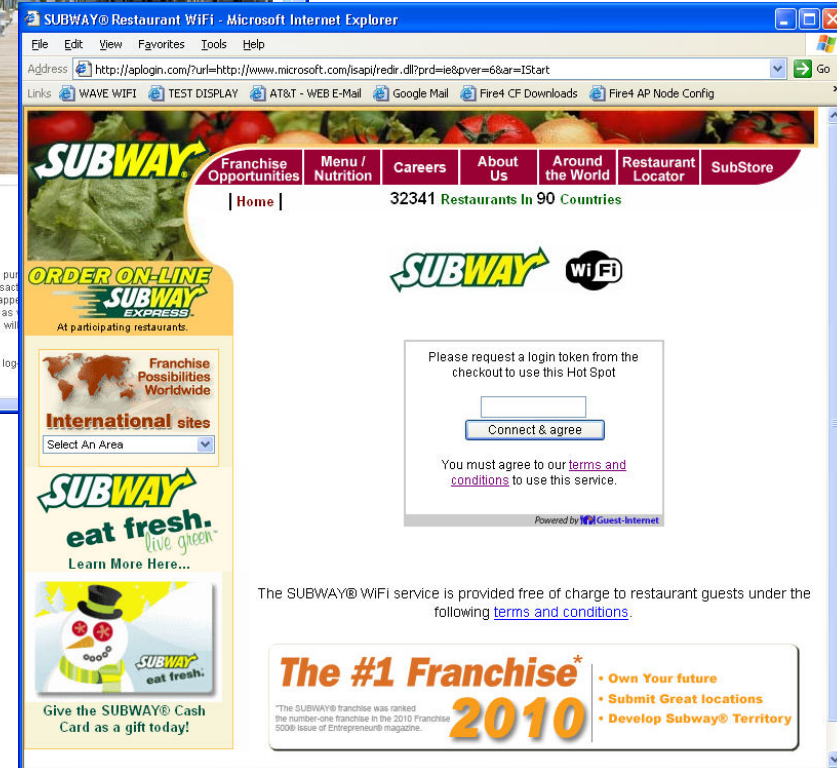 SUBWAY® Restaurant WiFi - Microsoft Internet Explorer
File Edit View Favorites Tools Help
Address http://aplogin.com/?url=http://www.microsoft.com/isapi/redir.dll?prd=ie&pver=6&ar=IStart Go
Links WAVE WIFI TEST DISPLAY AT&T - WEB E-Mail Google Mail Fire4 CF Downloads Fire4 AP Node Config
SUBWAY®
Franchise Opportunities Menu / Nutrition Careers About Us Around the World Restaurant Locator SubStore
| Home | 32341 Restaurants In 90 Countries
SUBWAY® WiFi
ORDER ON-LINE
SUBWAY
EXPRESS™
At participating restaurants.
Franchise
Possibilities
Worldwide
International sites
Select An Area
SUBWAY®
eat fresh.
live green™
Learn More Here...
SUBWAY®
eat fresh.
Give the SUBWAY® Cash
Card as a gift today!
Please request a login token from the
checkout to use this Hot Spot
Connect & agree
You must agree to our terms and
conditions to use this service.
Powered by Guest-Internet
The SUBWAY® WiFi service is provided free of charge to restaurant guests under the
following terms and conditions.
The #1 Franchise*
2010
*The SUBWAY® franchise was ranked
the number-one franchise in the 2010 Franchise
500® issue of Entrepreneur® magazine.
• Own Your future
• Submit Great locations
• Develop Subway® Territory